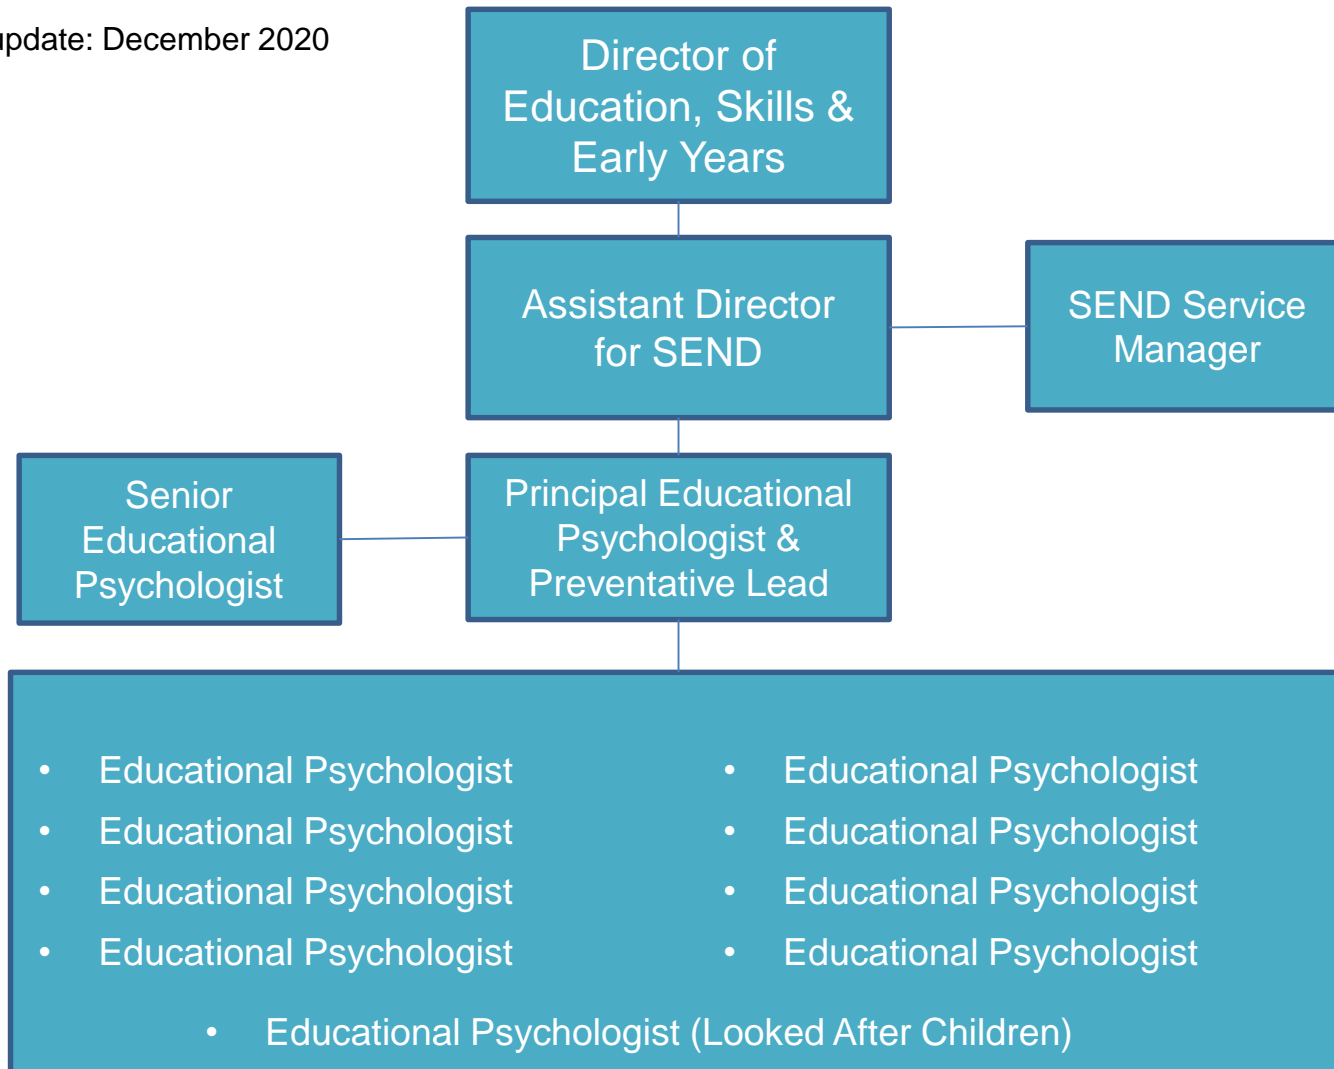 update: December 2020
Director of
Education, Skills &
Early Years
Assistant Director
for SEND
SEND Service
Manager
Senior
Educational
Psychologist
Principal Educational
Psychologist &
Preventative Lead
• Educational Psychologist
• Educational Psychologist
• Educational Psychologist
• Educational Psychologist
• Educational Psychologist
• Educational Psychologist
• Educational Psychologist
• Educational Psychologist
• Educational Psychologist (Looked After Children)